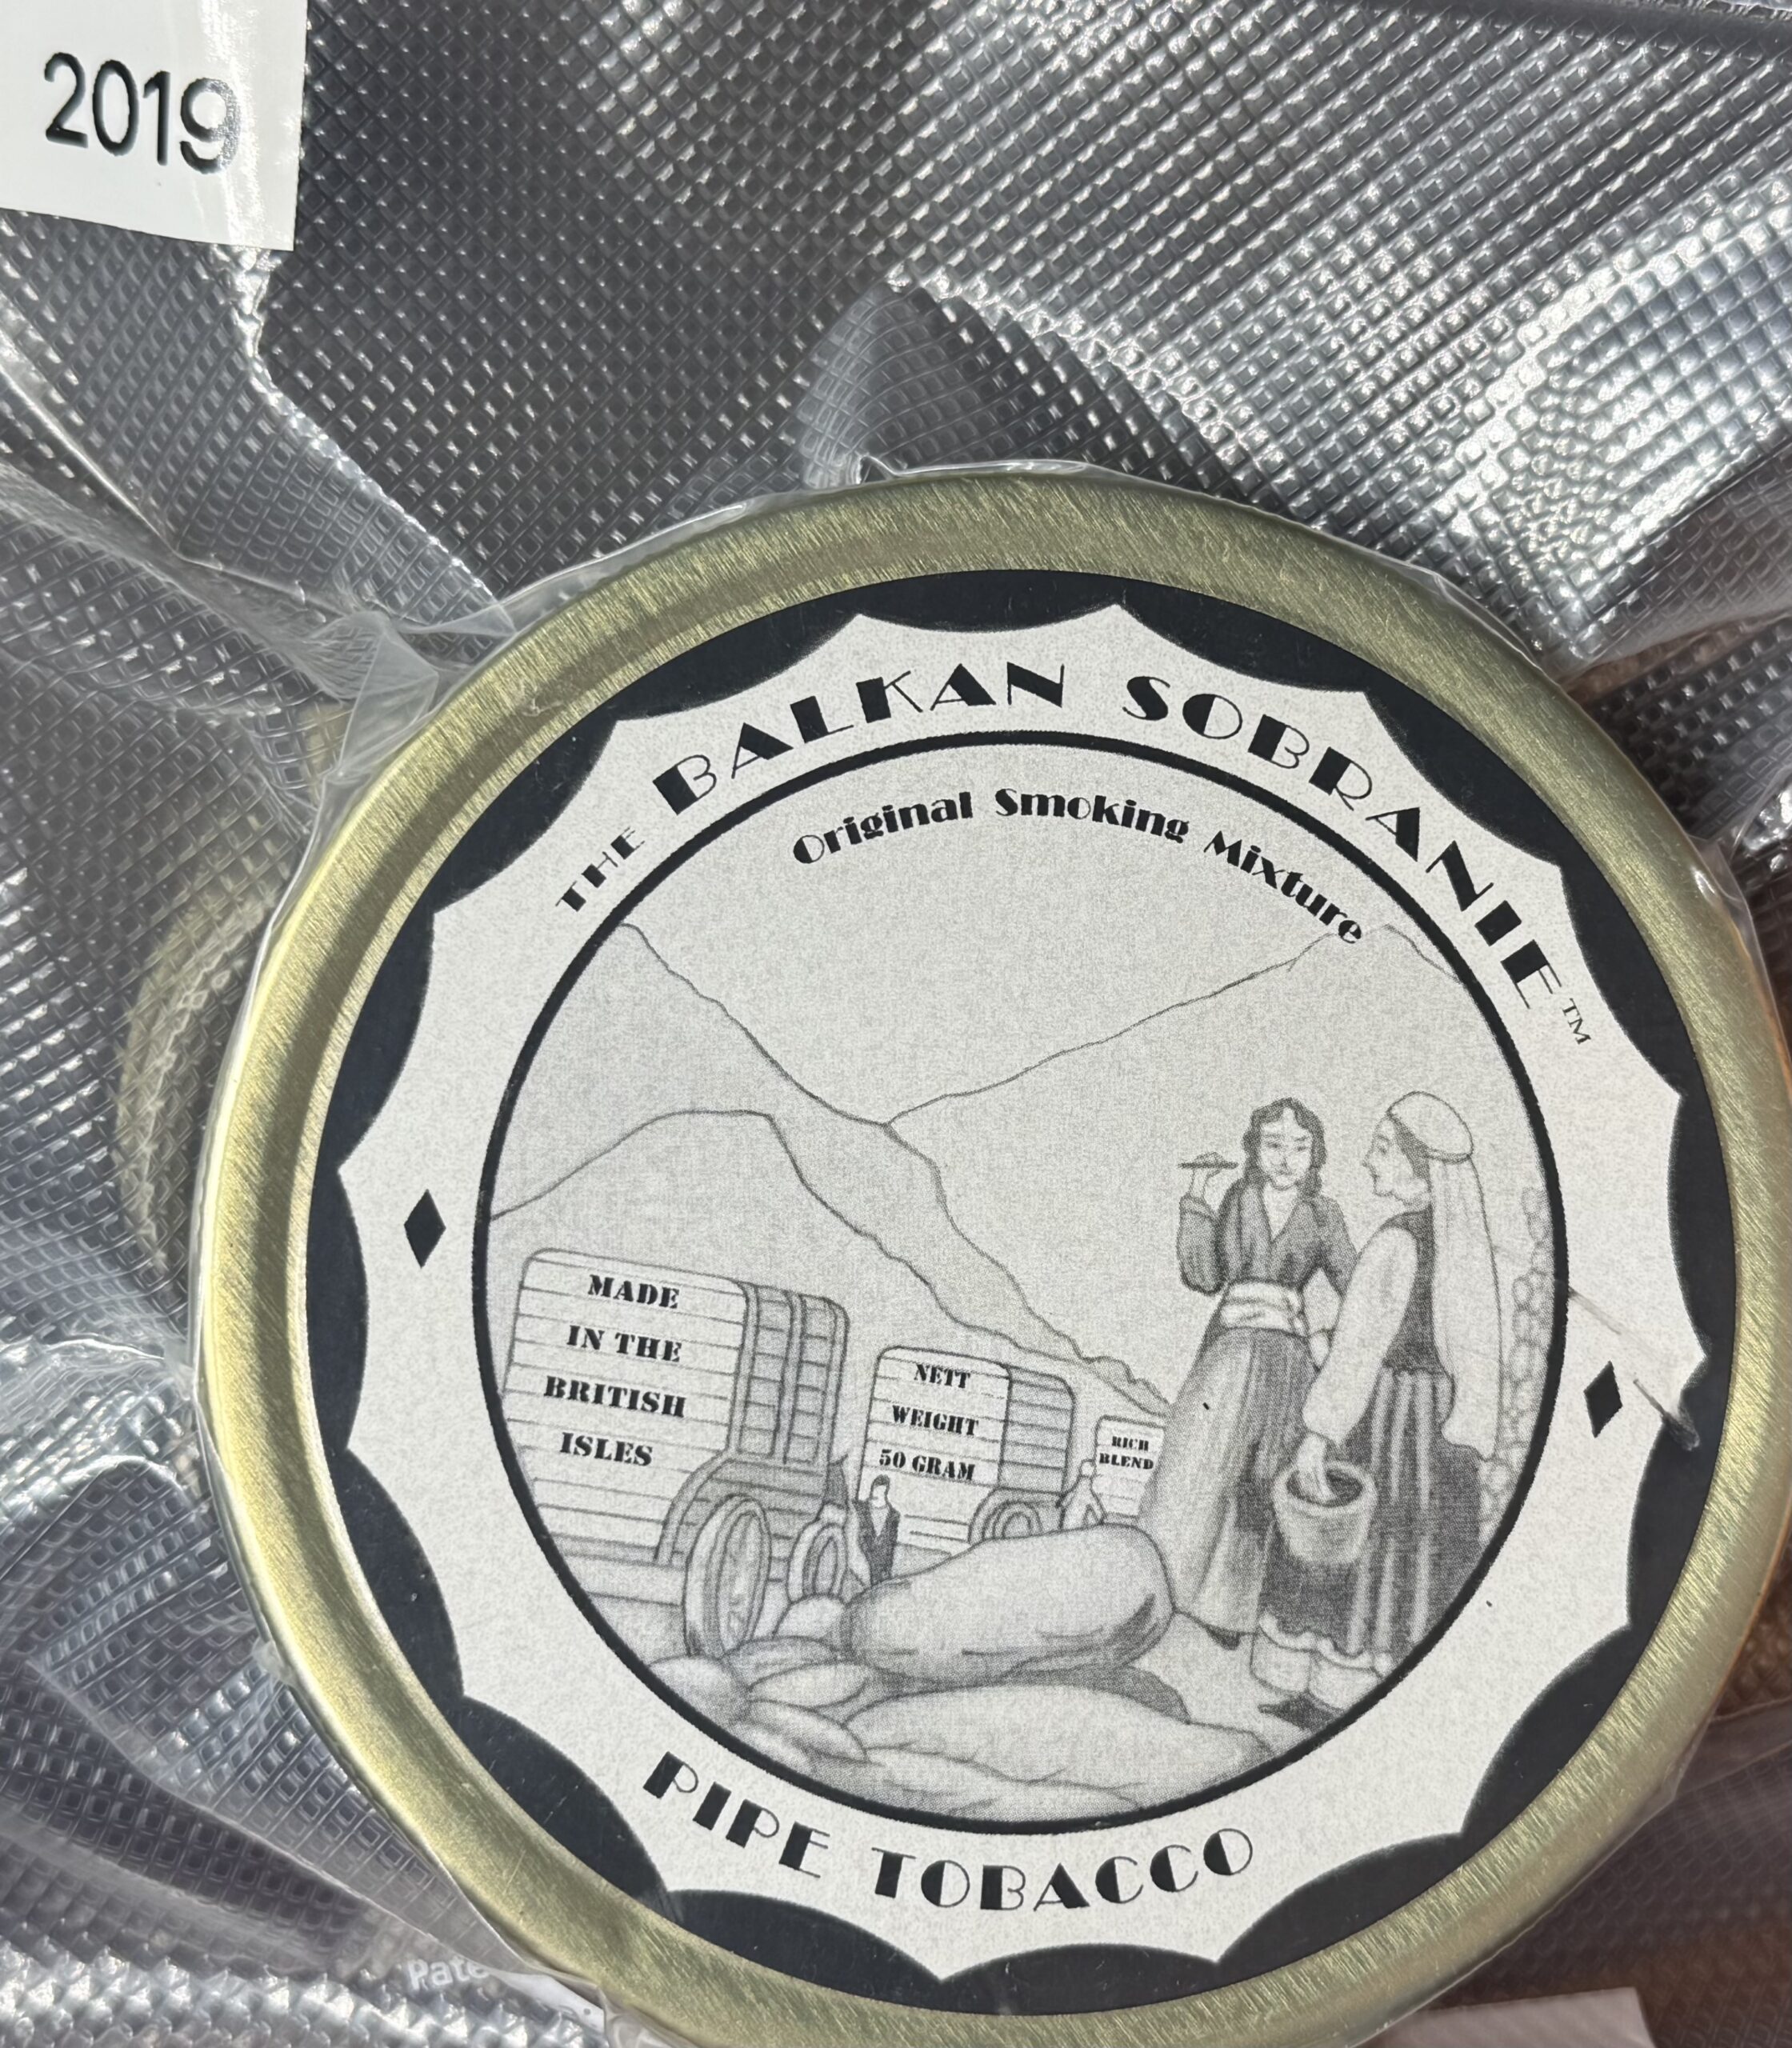 2019
THE BALKAN SOBRANIE™
Original Smoking Mixture
MADE
IN THE
BRITISH
ISLES
NETT
WEIGHT
50 GRAM
RICH
BLEND
PIPE TOBACCO